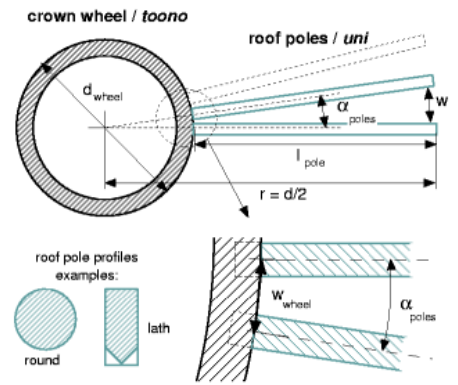 crown wheel / toono
roof poles / uni
d wheel
α poles
w
l pole
r = d/2
roof pole profiles
examples:
round
lath
w wheel
α poles